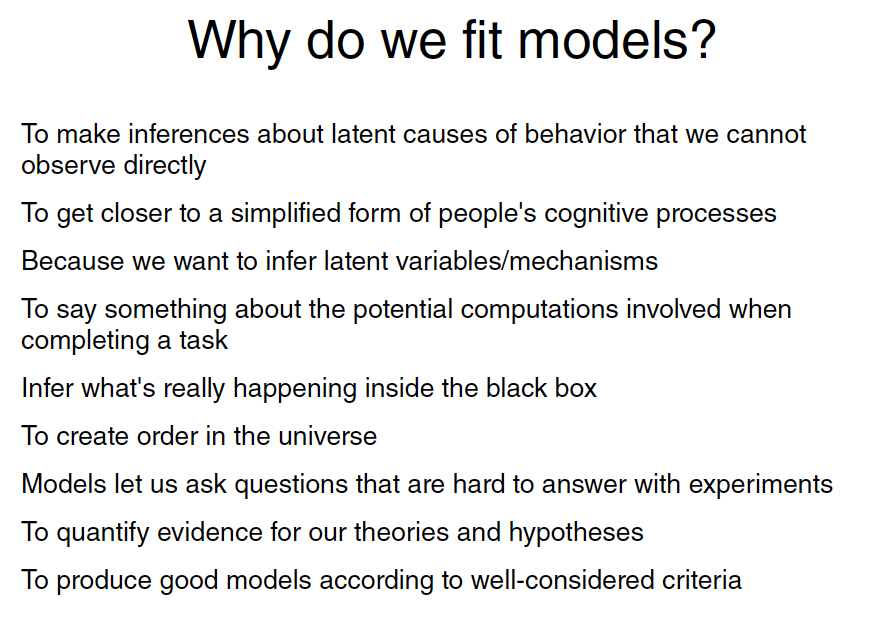 Why do we fit models?
To make inferences about latent causes of behavior that we cannot
observe directly
To get closer to a simplified form of people's cognitive processes
Because we want to infer latent variables/mechanisms
To say something about the potential computations involved when
completing a task
Infer what's really happening inside the black box
To create order in the universe
Models let us ask questions that are hard to answer with experiments
To quantify evidence for our theories and hypotheses
To produce good models according to well-considered criteria